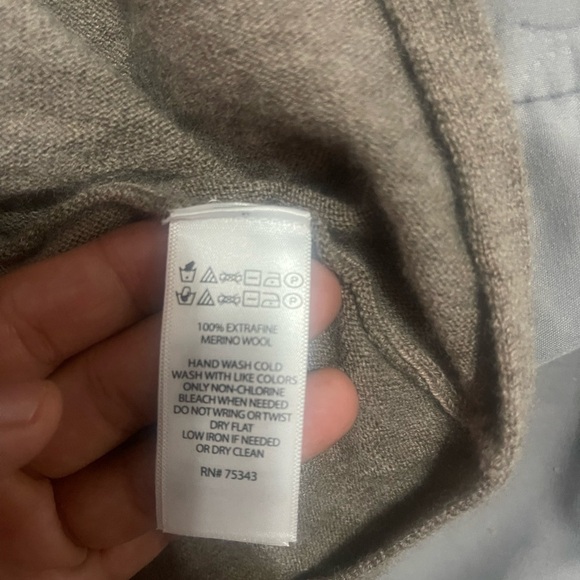 P
P
100% EXTRAFINE
MERINO WOOL
HAND WASH COLD
WASH WITH LIKE COLORS
ONLY NON-CHLORINE
BLEACH WHEN NEEDED
DO NOT WRING OR TWIST
DRY FLAT
LOW IRON IF NEEDED
OR DRY CLEAN
RN# 75343